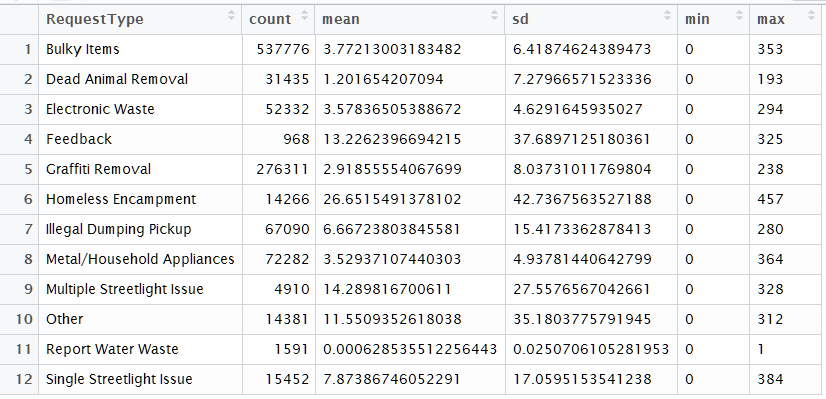 RequestType count mean sd min max
1 Bulky Items 537776 3.77213003183482 6.41874624389473 0 353
2 Dead Animal Removal 31435 1.201654207094 7.27966571523336 0 193
3 Electronic Waste 52332 3.57836505388672 4.6291645935027 0 294
4 Feedback 968 13.2262396694215 37.6897125180361 0 325
5 Graffiti Removal 276311 2.91855554067699 8.03731011769804 0 238
6 Homeless Encampment 14266 26.6515491378102 42.7367563527188 0 457
7 Illegal Dumping Pickup 67090 6.66723803845581 15.4173362878413 0 280
8 Metal/Household Appliances 72282 3.52937107440303 4.93781440642799 0 364
9 Multiple Streetlight Issue 4910 14.289816700611 27.5576567042661 0 328
10 Other 14381 11.5509352618038 35.1803775791945 0 312
11 Report Water Waste 1591 0.000628535512256443 0.0250706105281953 0 1
12 Single Streetlight Issue 15452 7.87386746052291 17.0595153541238 0 384